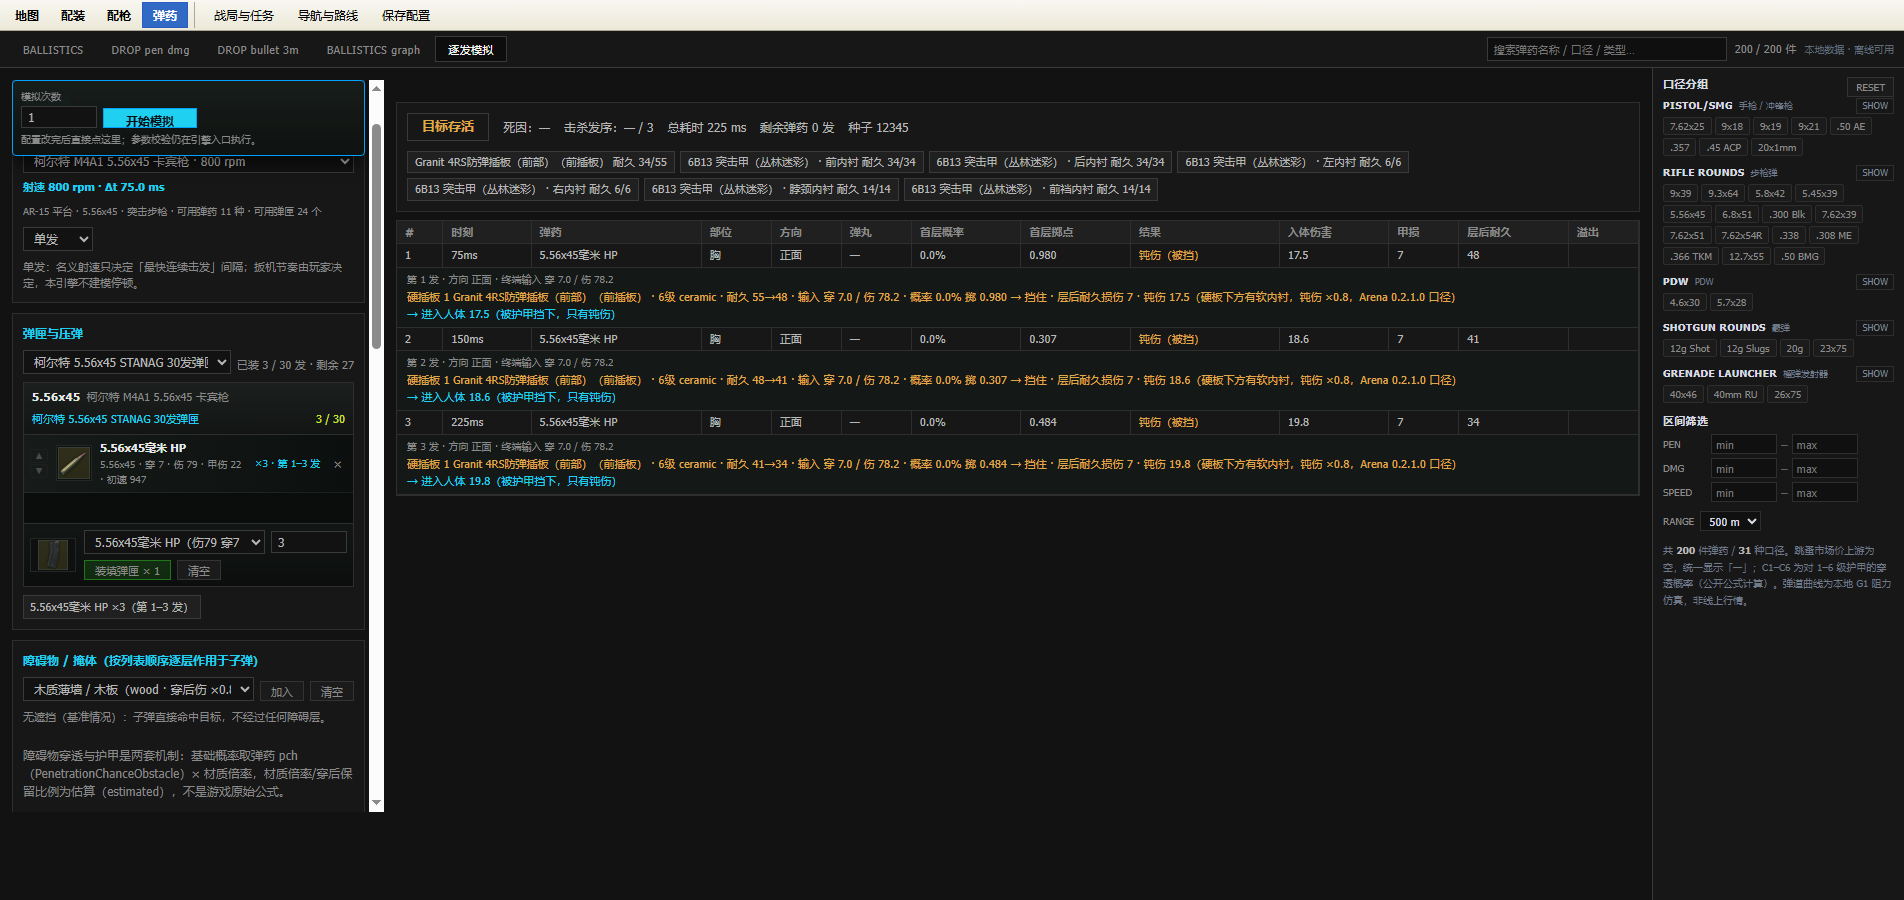 地图 配装 配枪 弹药 战局与任务 导航与路线 保存配置
BALLISTICS DROP pen dmg DROP bullet 3m BALLISTICS graph 逐发模拟
搜索弹药名称 / 口径 / 类型... 200 / 200 件 本地数据 · 离线可用
模拟次数
1 开始模拟
配置改完后直接点这里；参数校验仍在引擎入口执行。
柯尔特 M4A1 5.56x45 卡宾枪 · 800 rpm
射速 800 rpm · Δt 75.0 ms
AR-15 平台 · 5.56x45 · 突击步枪 · 可用弹药 11 种 · 可用弹匣 24 个
单发
单发：名义射速只决定「最快连续击发」间隔；扳机节奏由玩家决
定，本引擎不建模停顿。
弹匣与压弹
柯尔特 5.56x45 STANAG 30发弹匣 已装 3 / 30 发 · 剩余 27
5.56x45 柯尔特 M4A1 5.56x45 卡宾枪
柯尔特 5.56x45 STANAG 30发弹匣 3 / 30
5.56x45毫米 HP
5.56x45 · 穿 7 · 伤 79 · 甲伤 22
· 初速 947
×3 · 第 1–3 发 ×
5.56x45毫米 HP（伤79 穿7 3
装填弹匣 × 1 清空
5.56x45毫米 HP ×3（第 1–3 发）
障碍物 / 掩体（按列表顺序逐层作用于子弹）
木质薄墙 / 木板（wood · 穿后伤 ×0.8 加入 清空
无遮挡（基准情况）：子弹直接命中目标，不经过任何障碍层。
障碍物穿透与护甲是两套机制：基础概率取弹药 pch
（PenetrationChanceObstacle）× 材质倍率，材质倍率/穿后保
留比例为估算（estimated），不是游戏原始公式。
目标存活 死因：— 击杀发序：— / 3 总耗时 225 ms 剩余弹药 0 发 种子 12345
Granit 4RS防弹插板（前部）（前插板） 耐久 34/55 6B13 突击甲（丛林迷彩）· 前内衬 耐久 34/34 6B13 突击甲（丛林迷彩）· 后内衬 耐久 34/34 6B13 突击甲（丛林迷彩）· 左内衬 耐久 6/6
6B13 突击甲（丛林迷彩）· 右内衬 耐久 6/6 6B13 突击甲（丛林迷彩）· 脖颈内衬 耐久 14/14 6B13 突击甲（丛林迷彩）· 前裆内衬 耐久 14/14
# 时刻 弹药 部位 方向 弹丸 首层概率 首层掷点 结果 入体伤害 甲损 层后耐久 溢出
1 75ms 5.56x45毫米 HP 胸 正面 — 0.0% 0.980 钝伤（被挡） 17.5 7 48
第 1 发 · 方向 正面 · 终端输入 穿 7.0 / 伤 78.2
硬插板 1 Granit 4RS防弹插板（前部）（前插板） · 6级 ceramic · 耐久 55→48 · 输入 穿 7.0 / 伤 78.2 · 概率 0.0% 掷 0.980 → 挡住 · 层后耐久损伤 7 · 钝伤 17.5（硬板下方有软内衬，钝伤 ×0.8，Arena 0.2.1.0 口径）
→ 进入人体 17.5（被护甲挡下，只有钝伤）
2 150ms 5.56x45毫米 HP 胸 正面 — 0.0% 0.307 钝伤（被挡） 18.6 7 41
第 2 发 · 方向 正面 · 终端输入 穿 7.0 / 伤 78.2
硬插板 1 Granit 4RS防弹插板（前部）（前插板） · 6级 ceramic · 耐久 48→41 · 输入 穿 7.0 / 伤 78.2 · 概率 0.0% 掷 0.307 → 挡住 · 层后耐久损伤 7 · 钝伤 18.6（硬板下方有软内衬，钝伤 ×0.8，Arena 0.2.1.0 口径）
→ 进入人体 18.6（被护甲挡下，只有钝伤）
3 225ms 5.56x45毫米 HP 胸 正面 — 0.0% 0.484 钝伤（被挡） 19.8 7 34
第 3 发 · 方向 正面 · 终端输入 穿 7.0 / 伤 78.2
硬插板 1 Granit 4RS防弹插板（前部）（前插板） · 6级 ceramic · 耐久 41→34 · 输入 穿 7.0 / 伤 78.2 · 概率 0.0% 掷 0.484 → 挡住 · 层后耐久损伤 7 · 钝伤 19.8（硬板下方有软内衬，钝伤 ×0.8，Arena 0.2.1.0 口径）
→ 进入人体 19.8（被护甲挡下，只有钝伤）
口径分组 RESET
PISTOL/SMG 手枪 / 冲锋枪 SHOW
7.62x25 9x18 9x19 9x21 .50 AE
.357 .45 ACP 20x1mm
RIFLE ROUNDS 步枪弹 SHOW
9x39 9.3x64 5.8x42 5.45x39
5.56x45 6.8x51 .300 Blk 7.62x39
7.62x51 7.62x54R .338 .308 ME
.366 TKM 12.7x55 .50 BMG
PDW PDW SHOW
4.6x30 5.7x28
SHOTGUN ROUNDS 霰弹 SHOW
12g Shot 12g Slugs 20g 23x75
GRENADE LAUNCHER 榴弹发射器 SHOW
40x46 40mm RU 26x75
区间筛选
PEN min — max
DMG min — max
SPEED min — max
RANGE 500 m
共 200 件弹药 / 31 种口径。跳蚤市场价上游为
空，统一显示「—」；C1–C6 为对 1–6 级护甲的穿
透概率（公开公式计算）。弹道曲线为本地 G1 阻力
仿真，非线上行情。